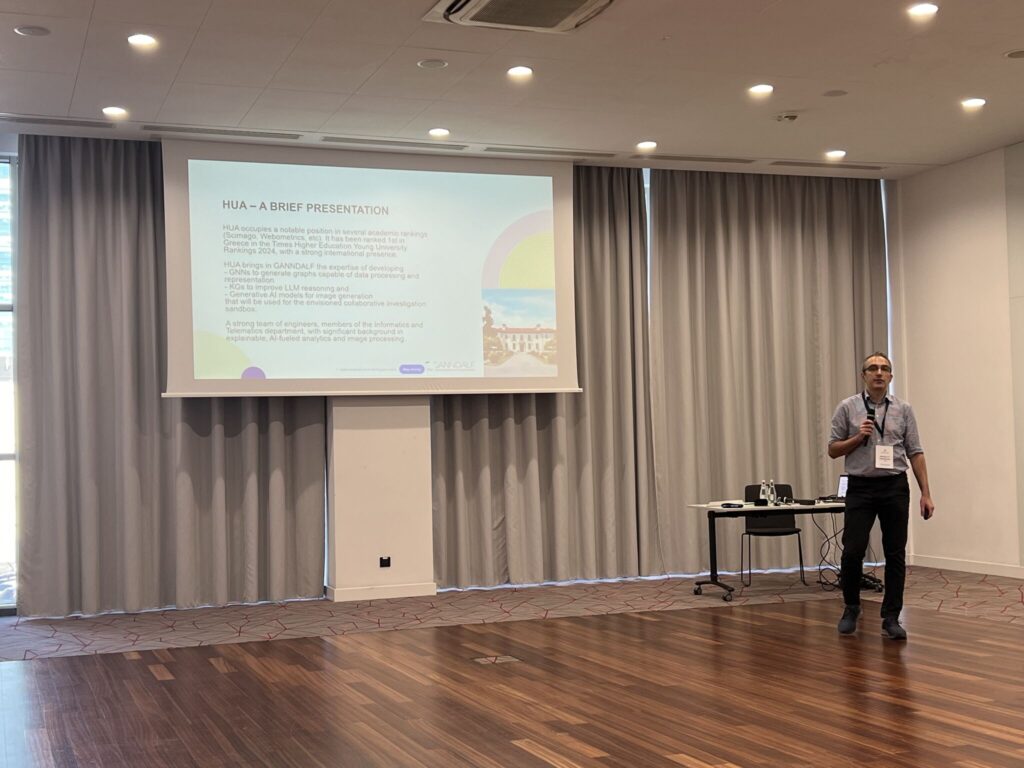 HUA – A BRIEF PRESENTATION
HUA occupies a notable position in several academic rankings
(Scimago, Webometrics, etc). It has been ranked 1st in
Greece in the Times Higher Education Young University
Rankings 2024, with a strong international presence.
HUA brings in GANNDALF the expertise of developing
- GNNs to generate graphs capable of data processing and
representation
- KGs to improve LLM reasoning and
- Generative AI models for image generation
that will be used for the envisioned collaborative investigation
sandbox.
A strong team of engineers, members of the Informatics and
Telematics department, with significant background in
explainable, AI-fueled analytics and image processing.
GANNDALF